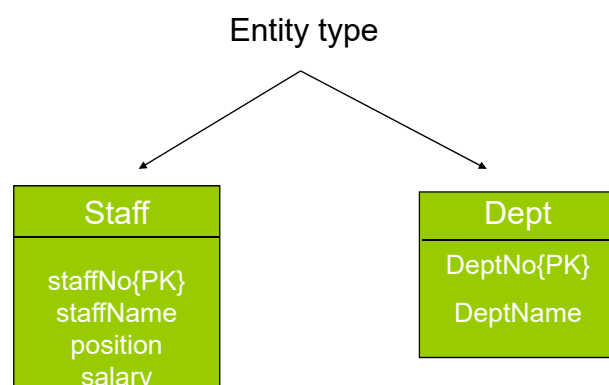 Entity type
Staff
staffNo{PK}
staffName
position
salary
Dept
DeptNo{PK}
DeptName